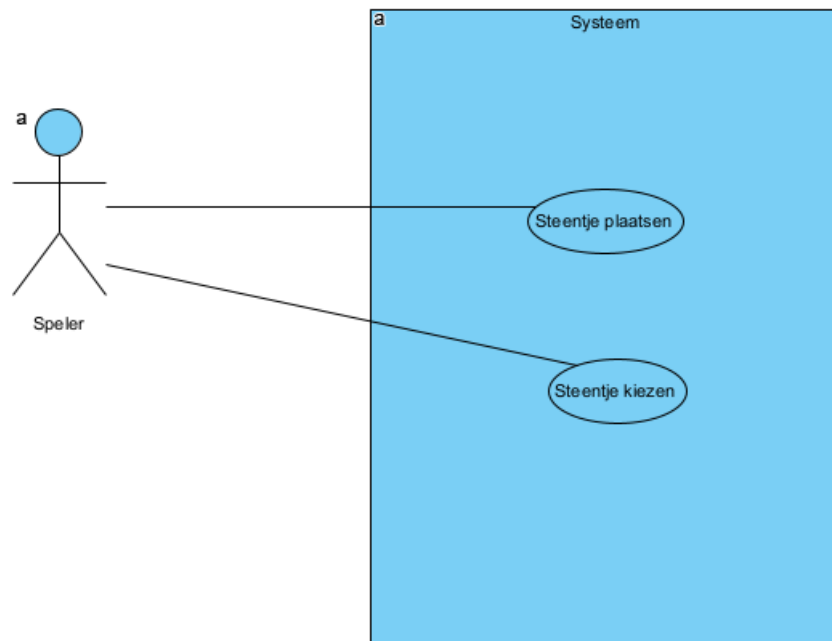 a
Systeem
a
Steentje plaatsen
Speler
Steentje kiezen